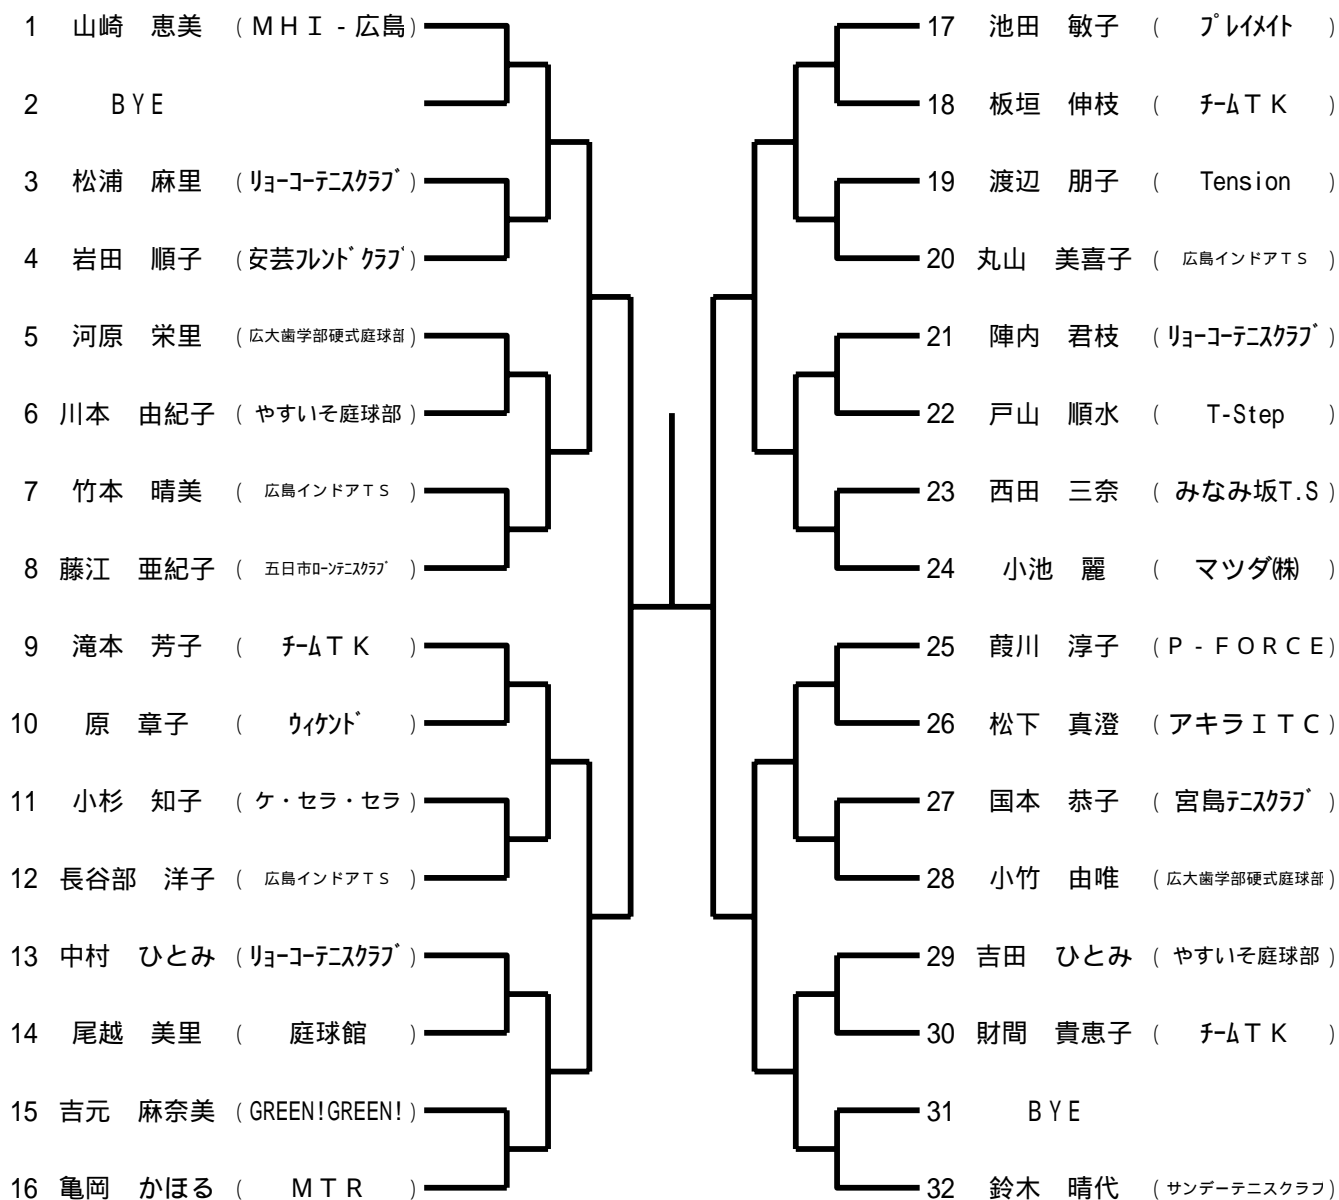 1 山崎 恵美 (ＭＨＩ-広島)
2 ＢＹＥ
3 松浦 麻里 (ﾘｮｰｺｰﾃﾆｽｸﾗﾌﾞ)
4 岩田 順子 (安芸ﾌﾚﾝﾄﾞｸﾗﾌﾞ)
5 河原 栄里 (広大歯学部硬式庭球部)
6 川本 由紀子 (やすいそ庭球部)
7 竹本 晴美 (広島インドアＴＳ)
8 藤江 亜紀子 (五日市ﾛｰﾝﾃﾆｽｸﾗﾌﾞ)
9 滝本 芳子 (ﾁｰﾑＴＫ)
10 原 章子 (ｳｨｹﾝﾄﾞ)
11 小杉 知子 (ケ・セラ・セラ)
12 長谷部 洋子 (広島インドアＴＳ)
13 中村 ひとみ (ﾘｮｰｺｰﾃﾆｽｸﾗﾌﾞ)
14 尾越 美里 (庭球館)
15 吉元 麻奈美 (GREEN!GREEN!)
16 亀岡 かほる (ＭＴＲ)
17 池田 敏子 (ﾌﾟﾚｲﾒｲﾄ)
18 板垣 伸枝 (ﾁｰﾑＴＫ)
19 渡辺 朋子 (Tension)
20 丸山 美喜子 (広島インドアＴＳ)
21 陣内 君枝 (ﾘｮｰｺｰﾃﾆｽｸﾗﾌﾞ)
22 戸山 順水 (T-Step)
23 西田 三奈 (みなみ坂T.S)
24 小池 麗 (マツダ㈱)
25 葭川 淳子 (Ｐ-ＦＯＲＣＥ)
26 松下 真澄 (アキラＩＴＣ)
27 国本 恭子 (宮島ﾃﾆｽｸﾗﾌﾞ)
28 小竹 由唯 (広大歯学部硬式庭球部)
29 吉田 ひとみ (やすいそ庭球部)
30 財間 貴恵子 (ﾁｰﾑＴＫ)
31 ＢＹＥ
32 鈴木 晴代 (サンデーテニスクラブ)